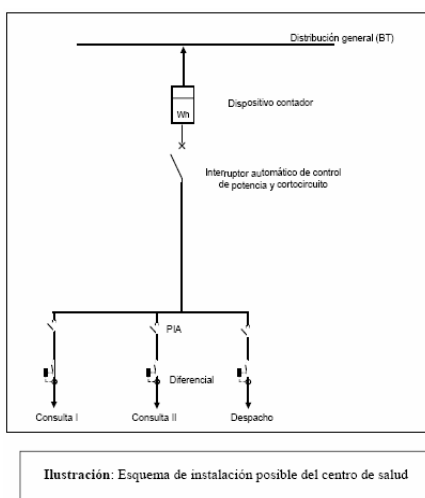 Distribución general (BT)
Dispositivo contador
Wh
Interruptor automático de control
de potencia y cortocircuito
PIA
Diferencial
Consulta I
Consulta II
Despacho
Ilustración: Esquema de instalación posible del centro de salud